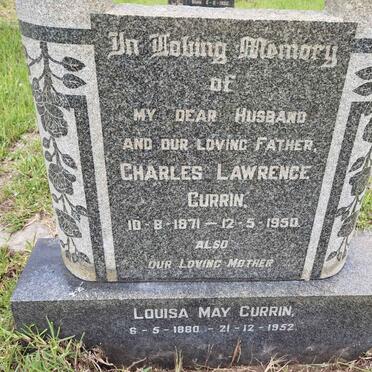 In Loving Memory
of
MY DEAR HUSBAND
AND OUR LOVING FATHER,
CHARLES LAWRENCE
CURRIN,
10-8-1871 — 12-5-1950.
ALSO
OUR LOVING MOTHER
LOUISA MAY CURRIN,
6-5-1880 - 21-12-1952.